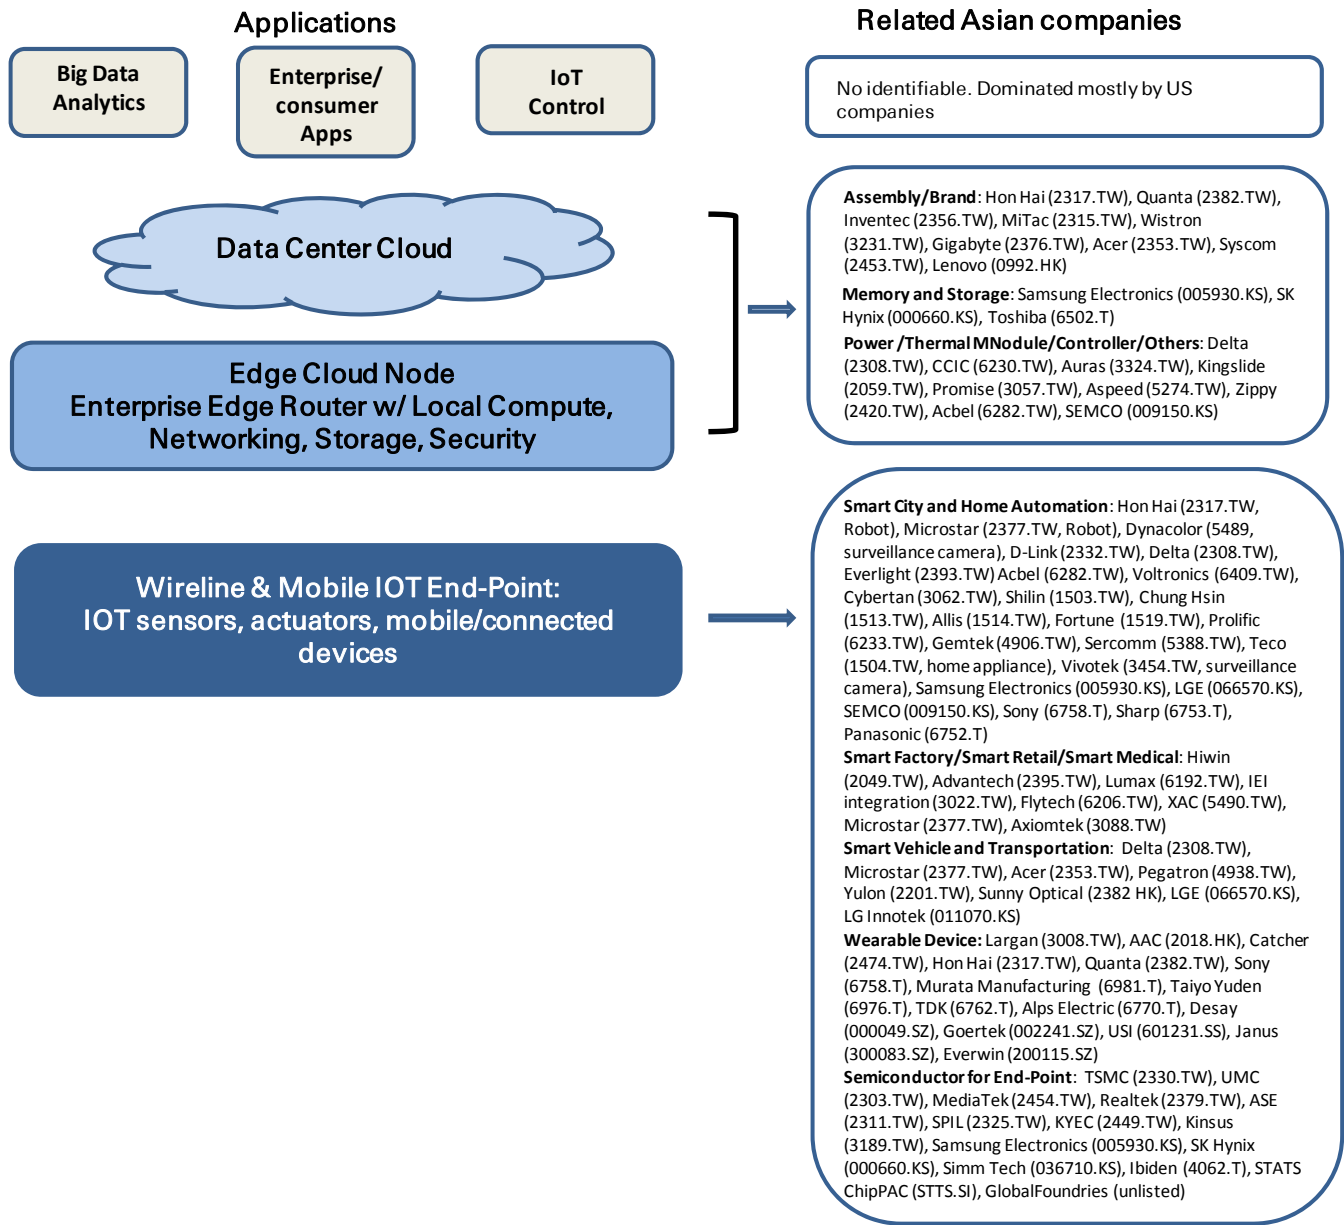 Applications
Related Asian companies
Big Data
Analytics
Enterprise/
consumer
Apps
IoT
Control
No identifiable. Dominated mostly by US
companies
Data Center Cloud
Edge Cloud Node
Enterprise Edge Router w/ Local Compute,
Networking, Storage, Security
Assembly/Brand: Hon Hai (2317.TW), Quanta (2382.TW),
Inventec (2356.TW), MiTac (2315.TW), Wistron
(3231.TW), Gigabyte (2376.TW), Acer (2353.TW), Syscom
(2453.TW), Lenovo (0992.HK)
Memory and Storage: Samsung Electronics (005930.KS), SK
Hynix (000660.KS), Toshiba (6502.T)
Power /Thermal MNodule/Controller/Others: Delta
(2308.TW), CCIC (6230.TW), Auras (3324.TW), Kingslide
(2059.TW), Promise (3057.TW), Aspeed (5274.TW), Zippy
(2420.TW), Acbel (6282.TW), SEMCO (009150.KS)
Wireline & Mobile IOT End-Point:
IOT sensors, actuators, mobile/connected
devices
Smart City and Home Automation: Hon Hai (2317.TW,
Robot), Microstar (2377.TW, Robot), Dynacolor (5489,
surveillance camera), D-Link (2332.TW), Delta (2308.TW),
Everlight (2393.TW) Acbel (6282.TW), Voltronics (6409.TW),
Cybertan (3062.TW), Shilin (1503.TW), Chung Hsin
(1513.TW), Allis (1514.TW), Fortune (1519.TW), Prolific
(6233.TW), Gemtek (4906.TW), Sercomm (5388.TW), Teco
(1504.TW, home appliance), Vivotek (3454.TW, surveillance
camera), Samsung Electronics (005930.KS), LGE (066570.KS),
SEMCO (009150.KS), Sony (6758.T), Sharp (6753.T),
Panasonic (6752.T)
Smart Factory/Smart Retail/Smart Medical: Hiwin
(2049.TW), Advantech (2395.TW), Lumax (6192.TW), IEI
integration (3022.TW), Flytech (6206.TW), XAC (5490.TW),
Microstar (2377.TW), Axiomtek (3088.TW)
Smart Vehicle and Transportation: Delta (2308.TW),
Microstar (2377.TW), Acer (2353.TW), Pegatron (4938.TW),
Yulon (2201.TW), Sunny Optical (2382 HK), LGE (066570.KS),
LG Innotek (011070.KS)
Wearable Device: Largan (3008.TW), AAC (2018.HK), Catcher
(2474.TW), Hon Hai (2317.TW), Quanta (2382.TW), Sony
(6758.T), Murata Manufacturing (6981.T), Taiyo Yuden
(6976.T), TDK (6762.T), Alps Electric (6770.T), Desay
(000049.SZ), Goertek (002241.SZ), USI (601231.SS), Janus
(300083.SZ), Everwin (200115.SZ)
Semiconductor for End-Point: TSMC (2330.TW), UMC
(2303.TW), MediaTek (2454.TW), Realtek (2379.TW), ASE
(2311.TW), SPIL (2325.TW), KYEC (2449.TW), Kinsus
(3189.TW), Samsung Electronics (005930.KS), SK Hynix
(000660.KS), Simm Tech (036710.KS), Ibiden (4062.T), STATS
ChipPAC (STTS.SI), GlobalFoundries (unlisted)